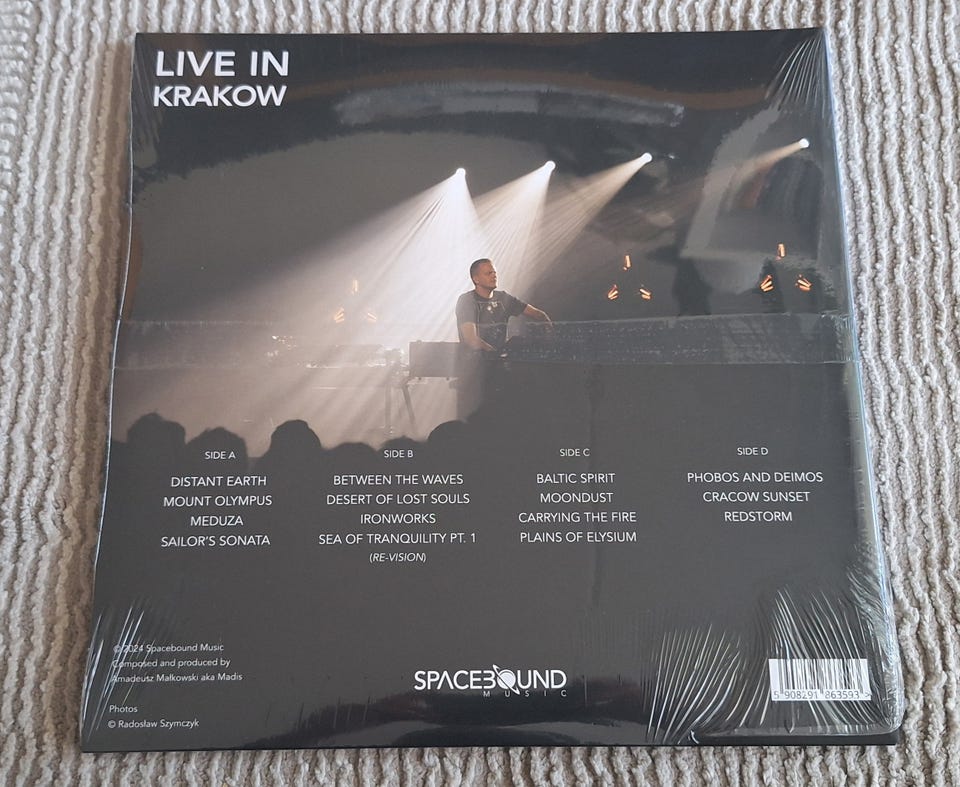 LIVE IN
KRAKOW
SIDE A
DISTANT EARTH
MOUNT OLYMPUS
MEDUZA
SAILOR'S SONATA
SIDE B
BETWEEN THE WAVES
DESERT OF LOST SOULS
IRONWORKS
SEA OF TRANQUILITY PT. 1
(RE-VISION)
SIDE C
BALTIC SPIRIT
MOONDUST
CARRYING THE FIRE
PLAINS OF ELYSIUM
SIDE D
PHOBOS AND DEIMOS
CRACOW SUNSET
REDSTORM
© 2024 Spacebound Music
Composed and produced by
Amadeusz Małkowski aka Madis
Photos
© Radosław Szymczyk
SPACEBOUND
MUSIC
5 908291 863593 >